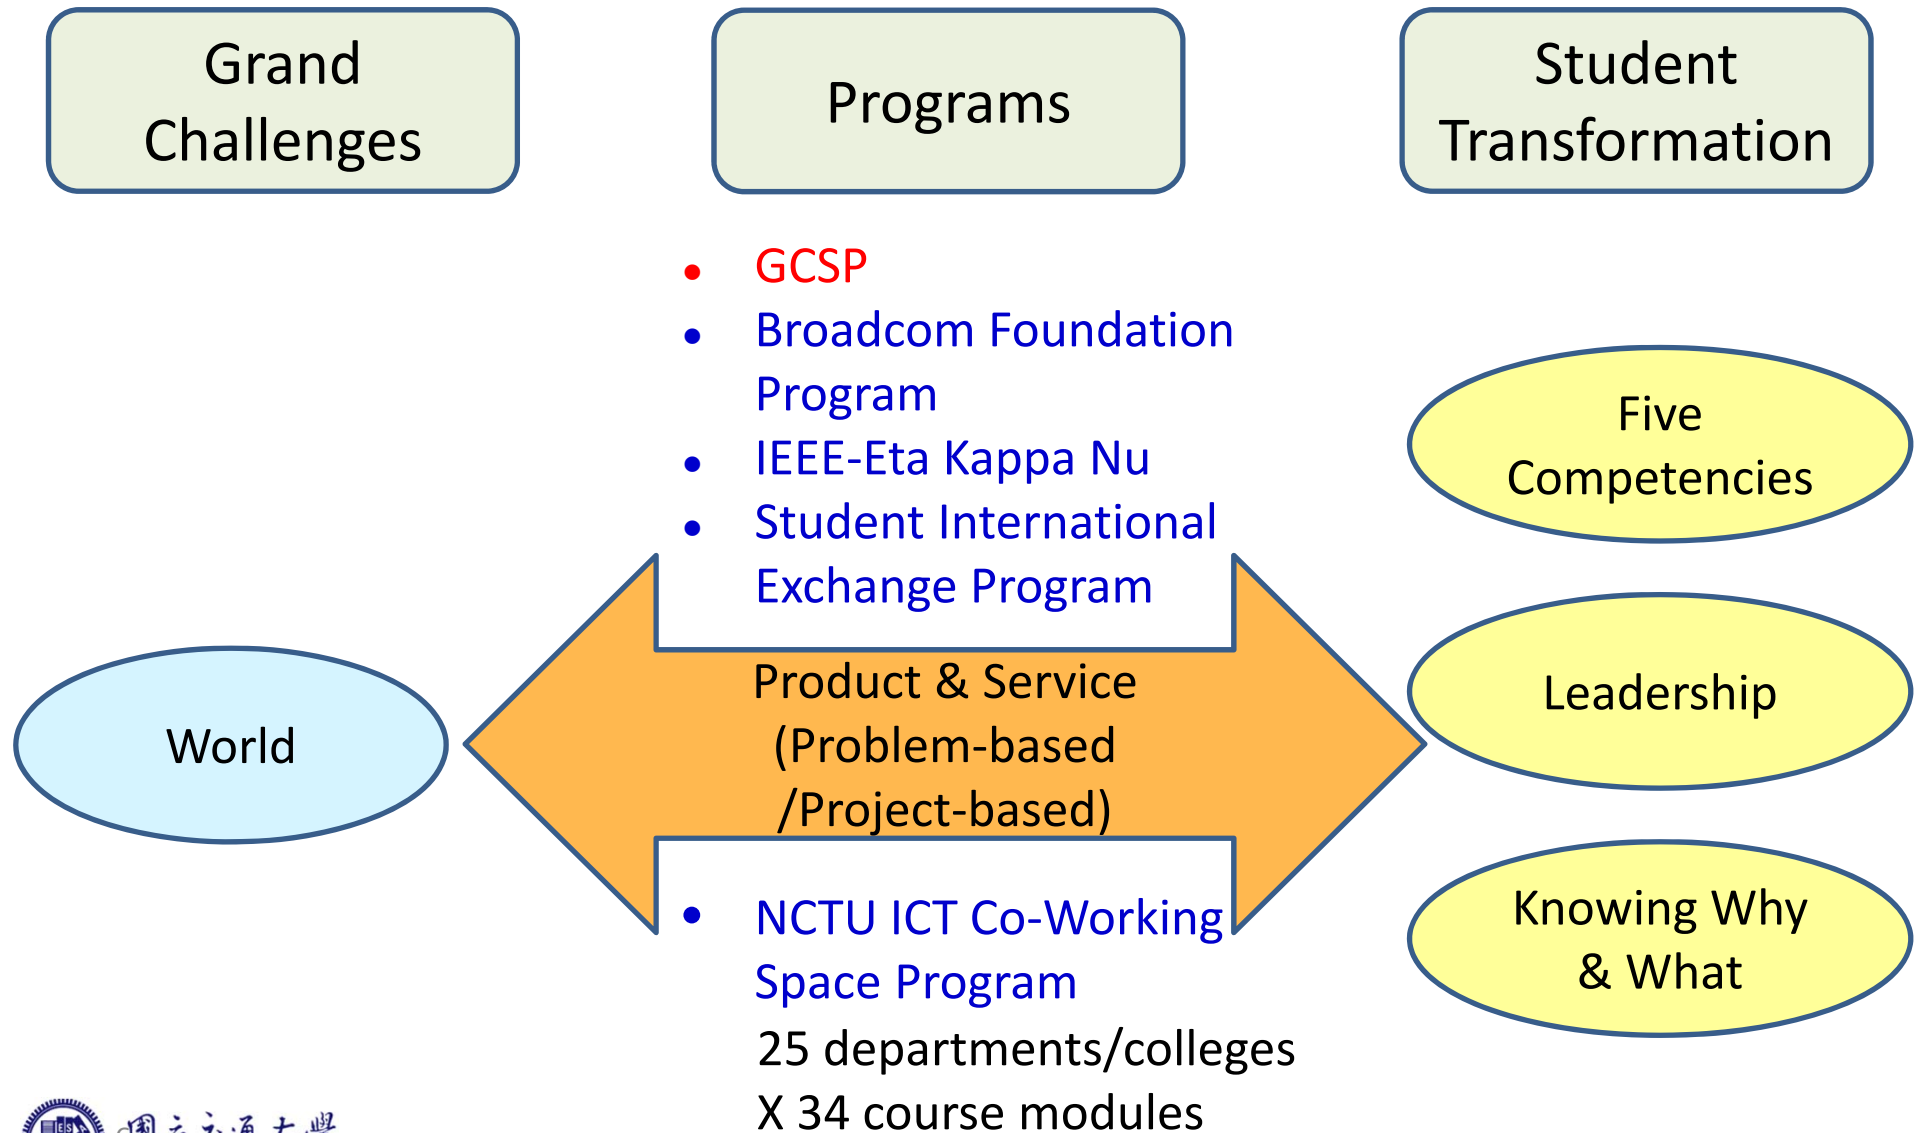 Grand
Challenges
Programs
Student
Transformation
• GCSP
• Broadcom Foundation
Program
• IEEE-Eta Kappa Nu
• Student International
Exchange Program
Five
Competencies
Product & Service
(Problem-based
/Project-based)
World
Leadership
• NCTU ICT Co-Working
Space Program
25 departments/colleges
X 34 course modules
Knowing Why
& What